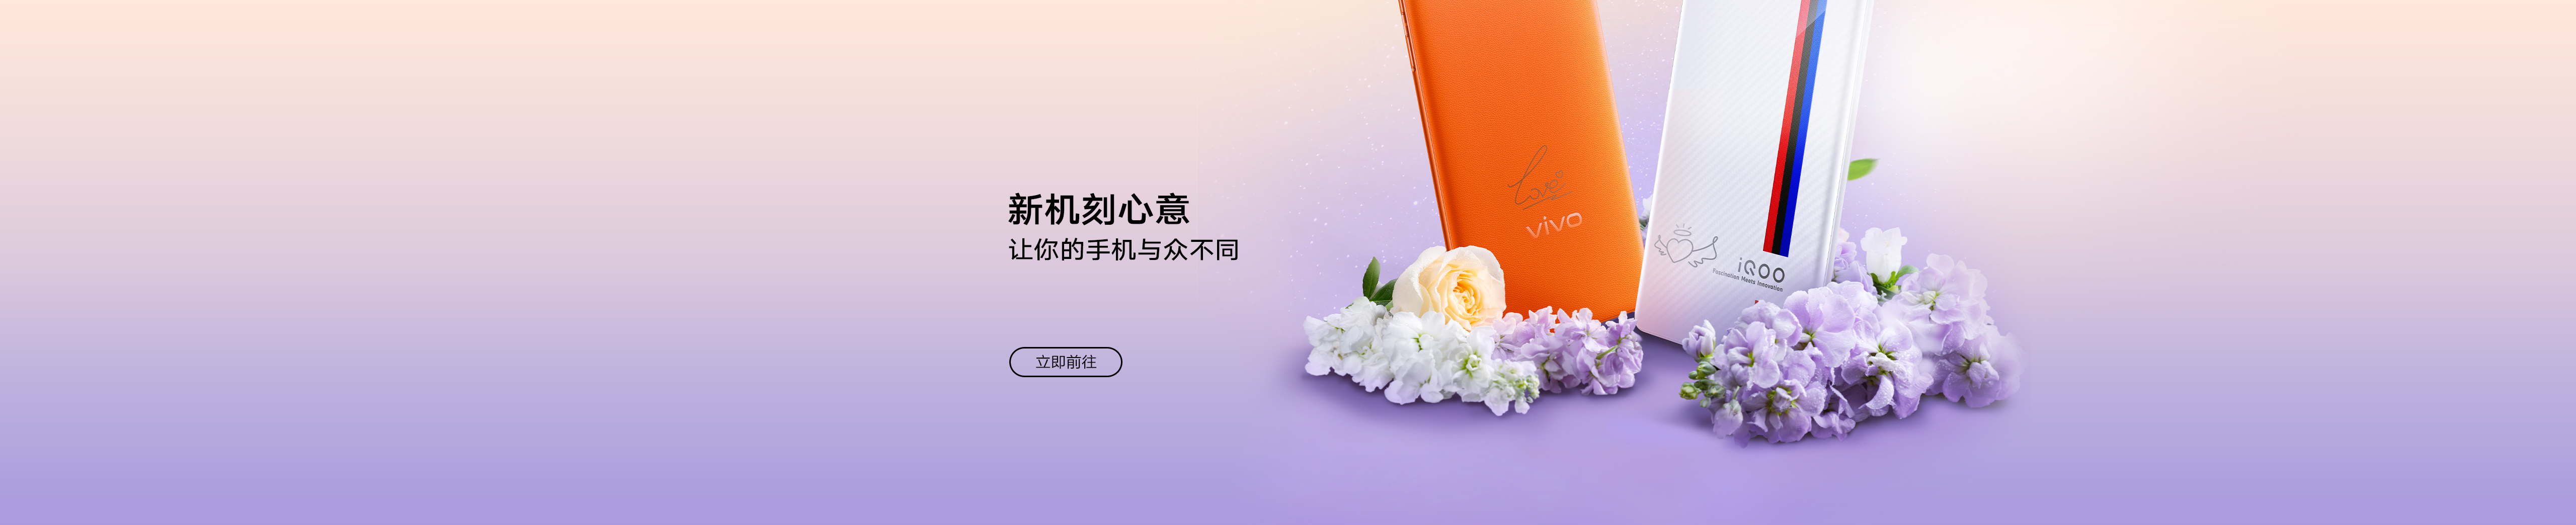 新机刻心意
让你的手机与众不同
立即前往
love
vivo
iQOO
Fascination Meets Innovation